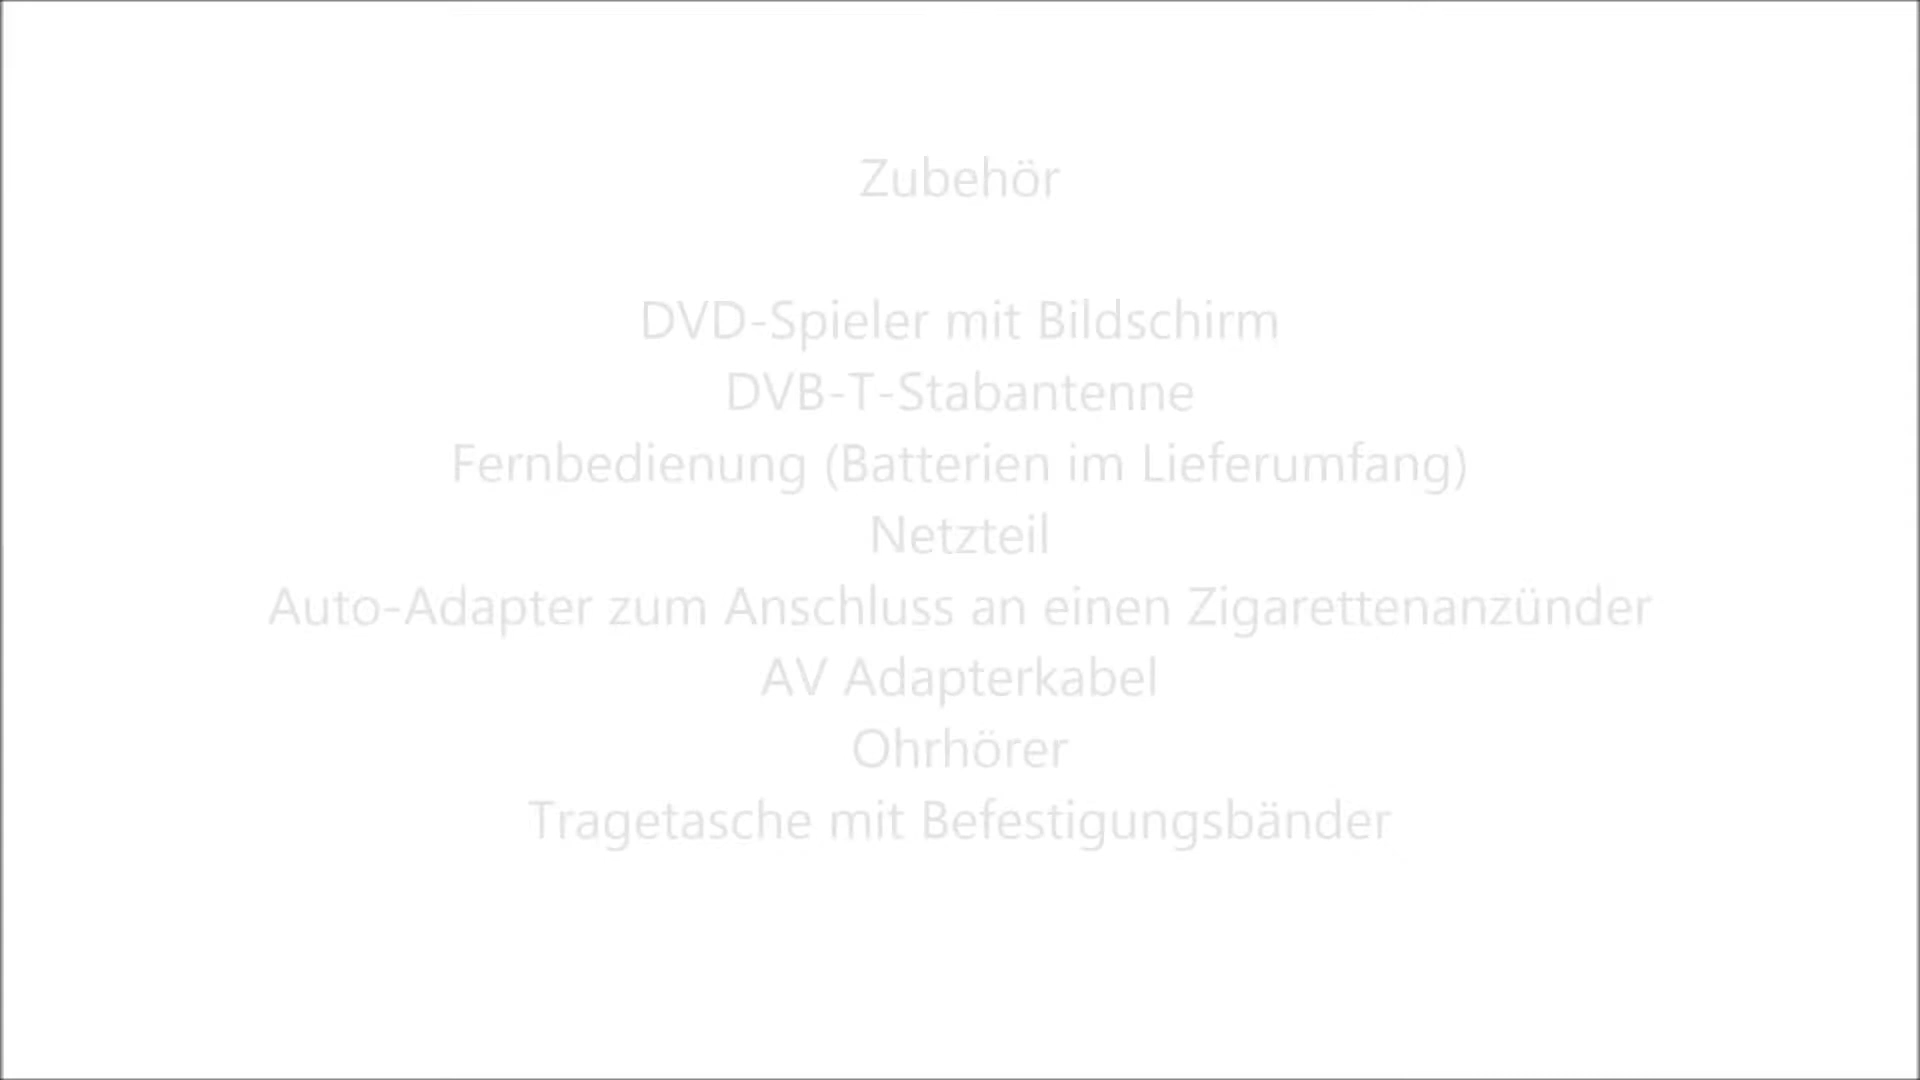 Zubehör
DVD-Spieler mit Bildschirm
DVB-T-Stabantenne
Fernbedienung (Batterien im Lieferumfang)
Netzteil
Auto-Adapter zum Anschluss an einen Zigarettenanzünder
AV Adapterkabel
Ohrhörer
Tragetasche mit Befestigungsbänder